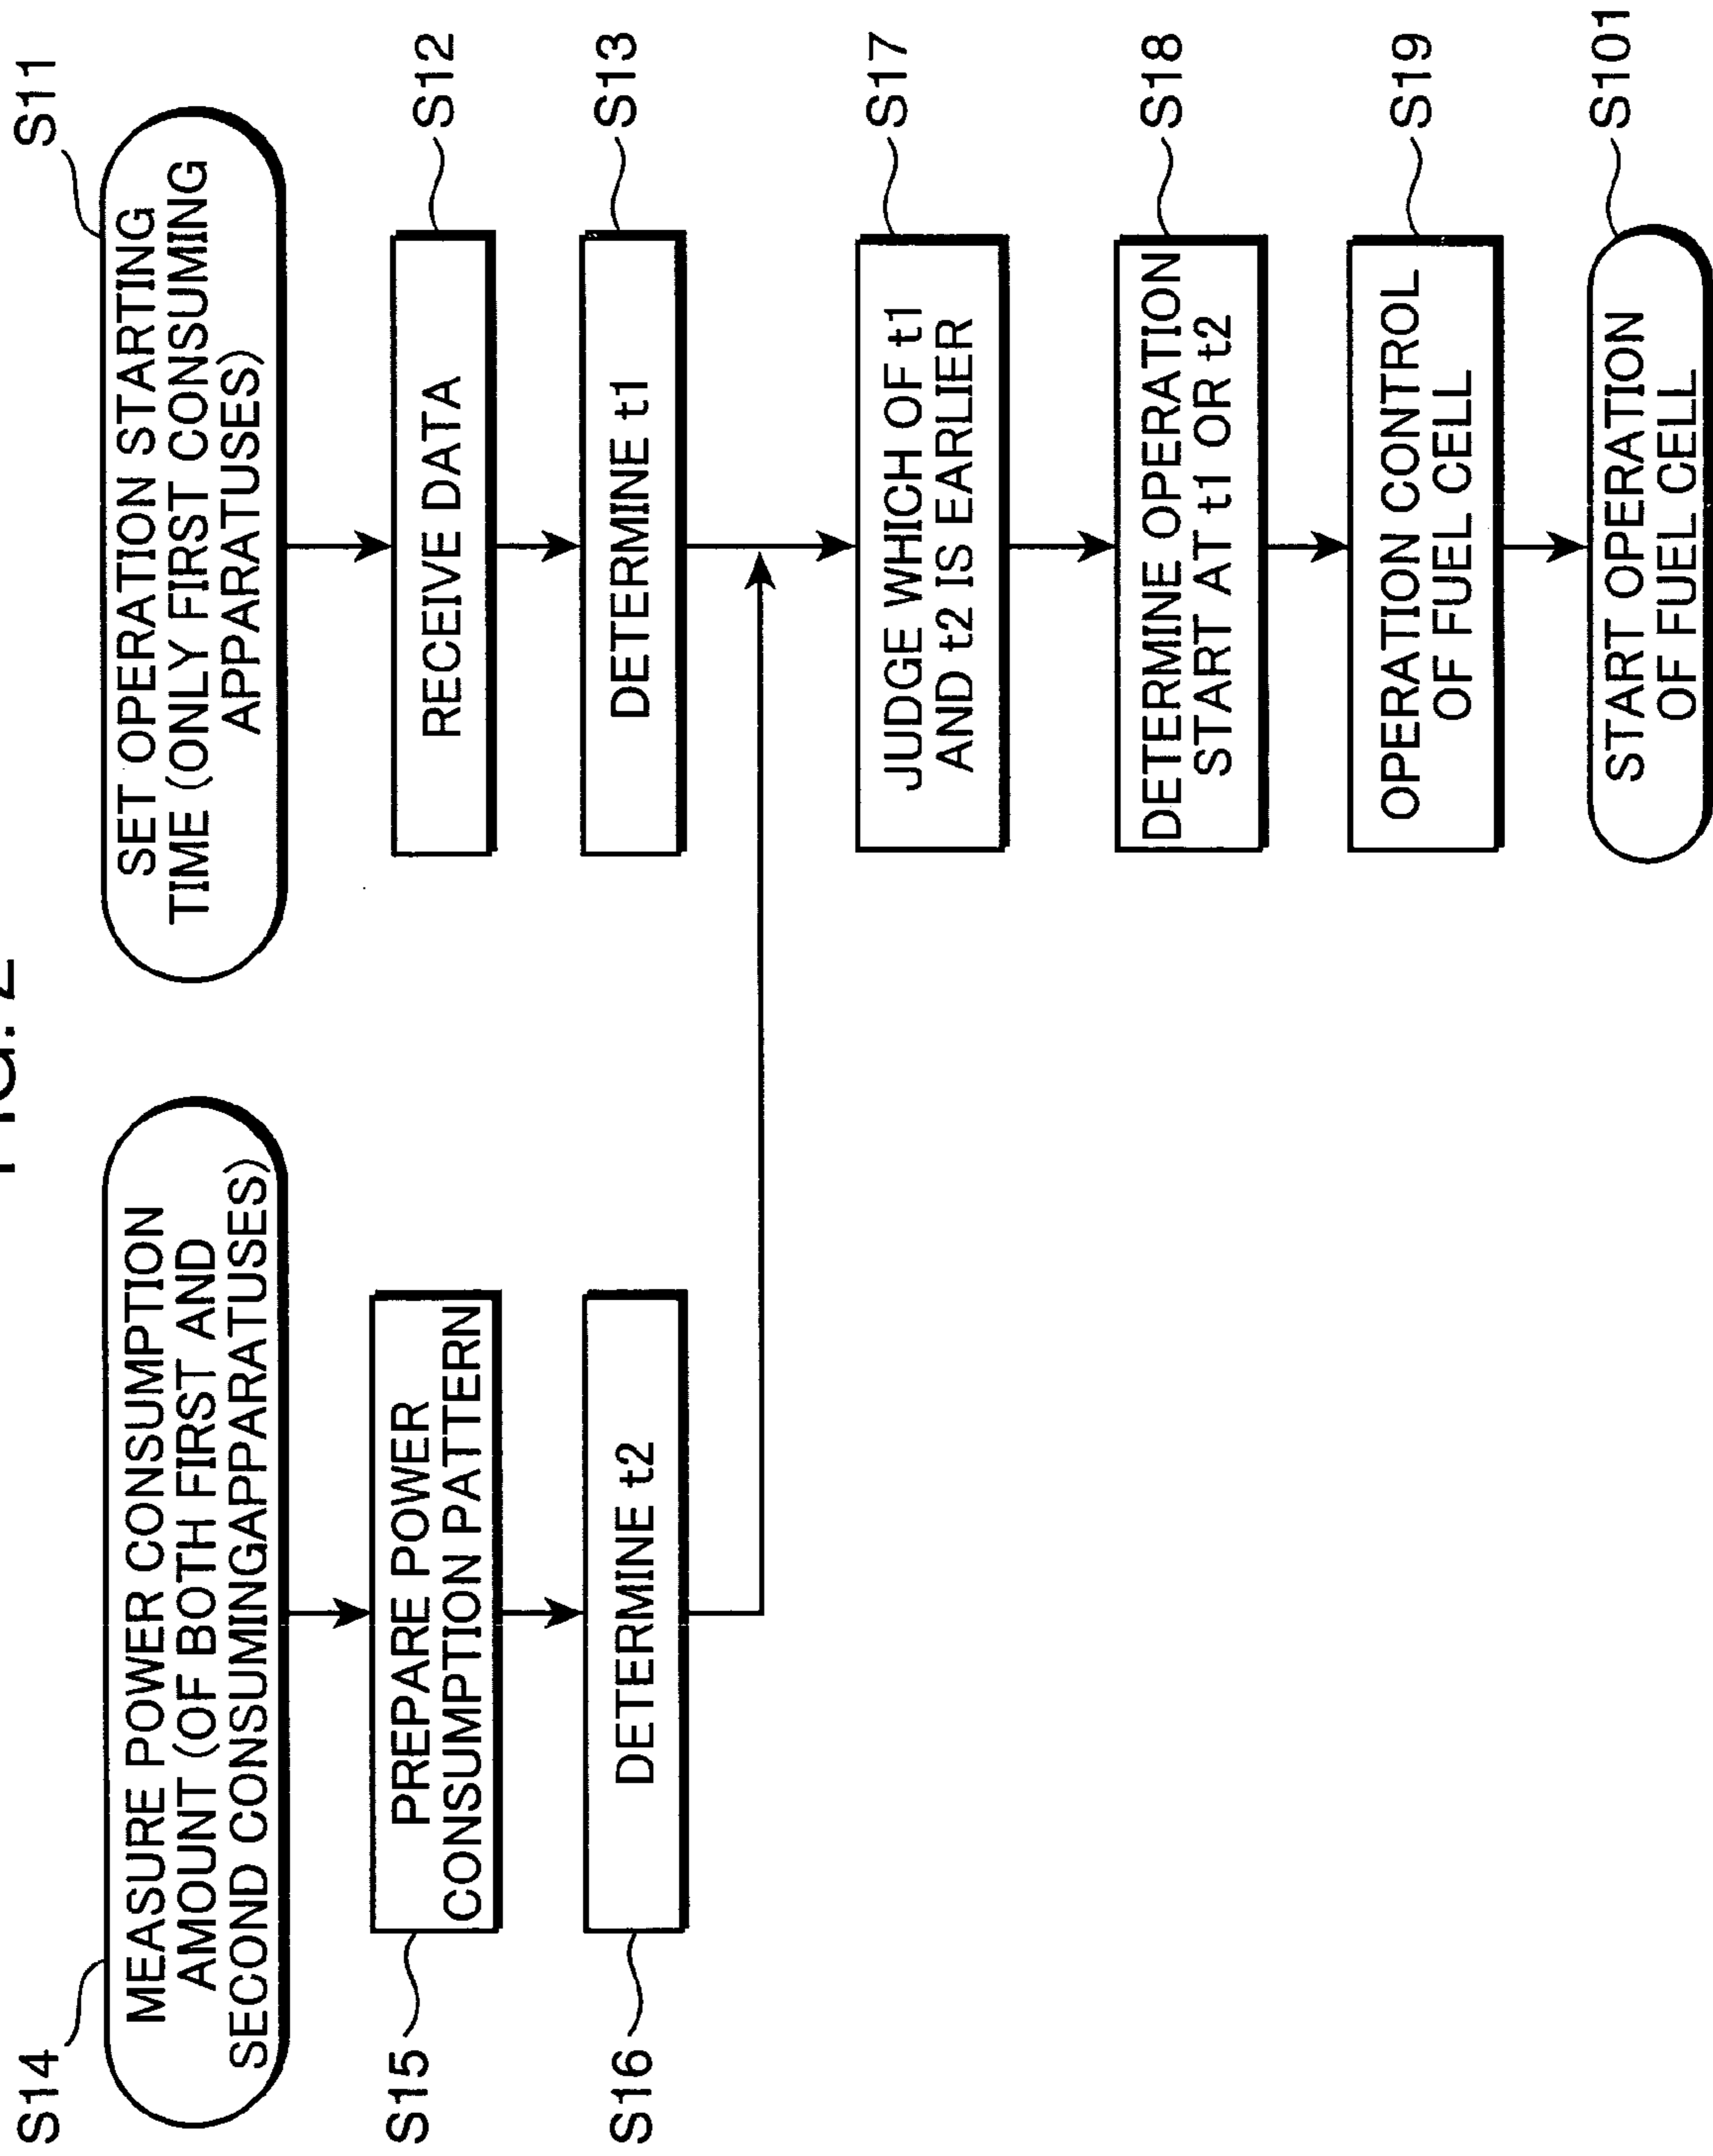 FIG. 2
S14
MEASURE POWER CONSUMPTION
AMOUNT (OF BOTH FIRST AND
SECOND CONSUMINGAPPARATUSES)
S15
PREPARE POWER
CONSUMPTION PATTERN
S16
DETERMINE t2
S11
SET OPERATION STARTING
TIME (ONLY FIRST CONSUMING
APPARATUSES)
S12
RECEIVE DATA
S13
DETERMINE t1
S17
JUDGE WHICH OF t1
AND t2 IS EARLIER
S18
DETERMINE OPERATION
START AT t1 OR t2
S19
OPERATION CONTROL
OF FUEL CELL
S101
START OPERATION
OF FUEL CELL